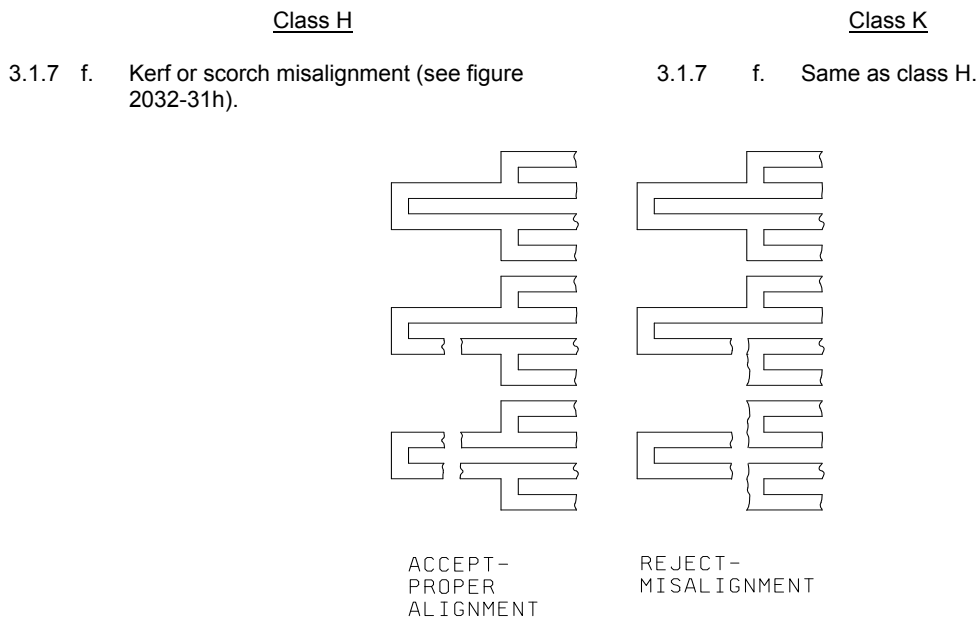 Class H
Class K
3.1.7 f. Kerf or scorch misalignment (see figure
2032-31h).
3.1.7 f. Same as class H.
ACCEPT-
PROPER
ALIGNMENT
REJECT-
MISALIGNMENT